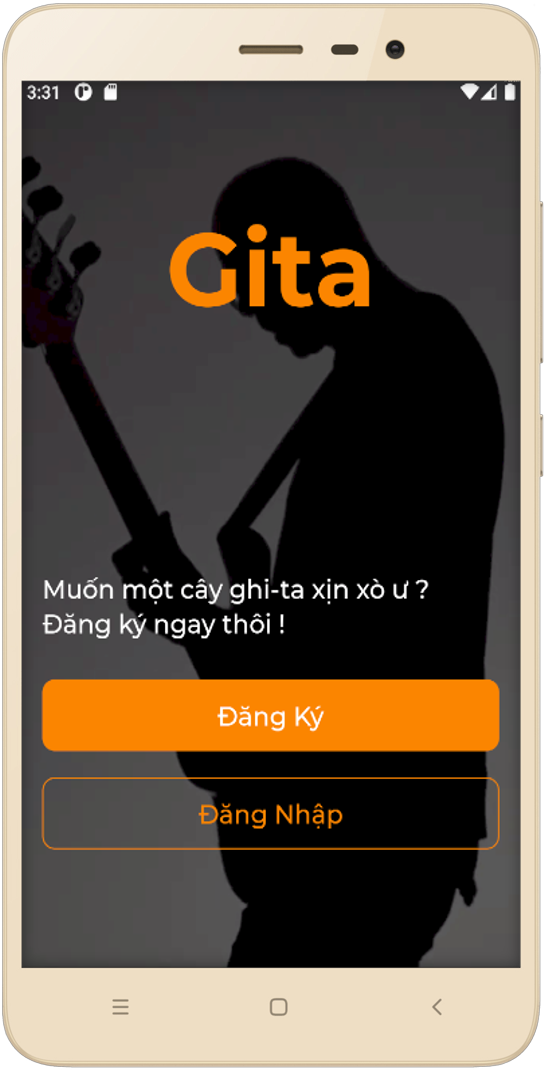 3:31
Gita
Muốn một cây ghi-ta xịn xò ư ?
Đăng ký ngay thôi !
Đăng Ký
Đăng Nhập